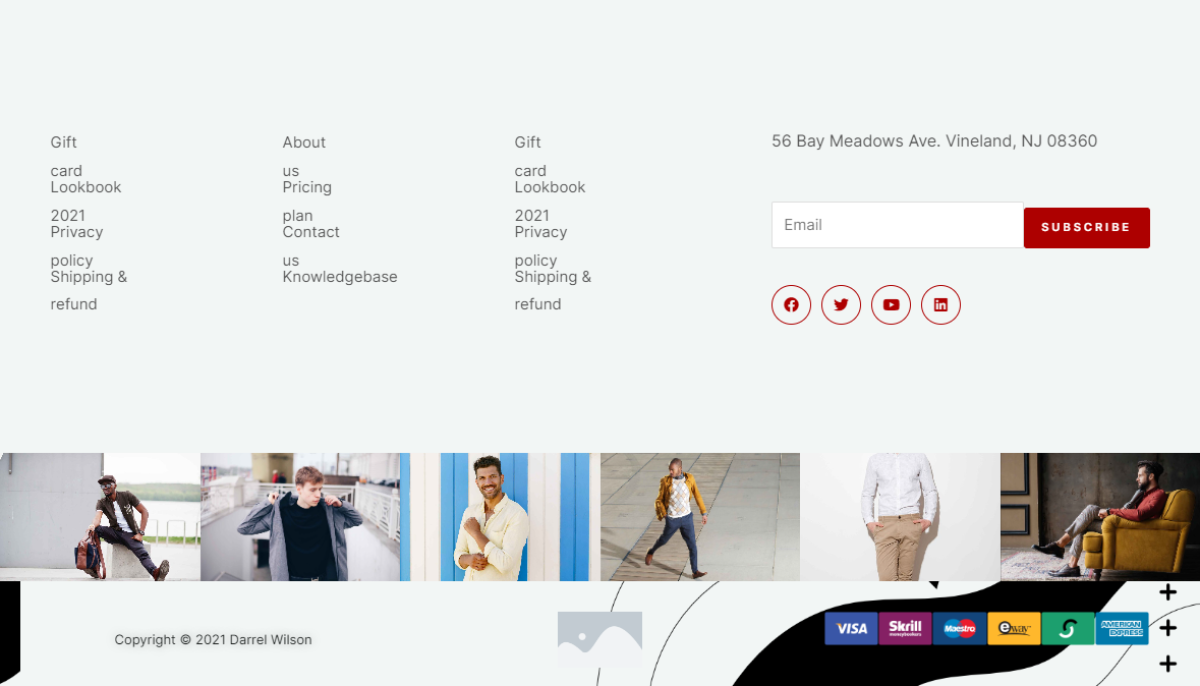 Gift
card
Lookbook
2021
Privacy
policy
Shipping &
refund
About
us
Pricing
plan
Contact
us
Knowledgebase
Gift
card
Lookbook
2021
Privacy
policy
Shipping &
refund
56 Bay Meadows Ave. Vineland, NJ 08360
Email
SUBSCRIBE
Copyright © 2021 Darrel Wilson
VISA
Skrill
moneybookers
Maestro
eway
AMERICAN
EXPRESS